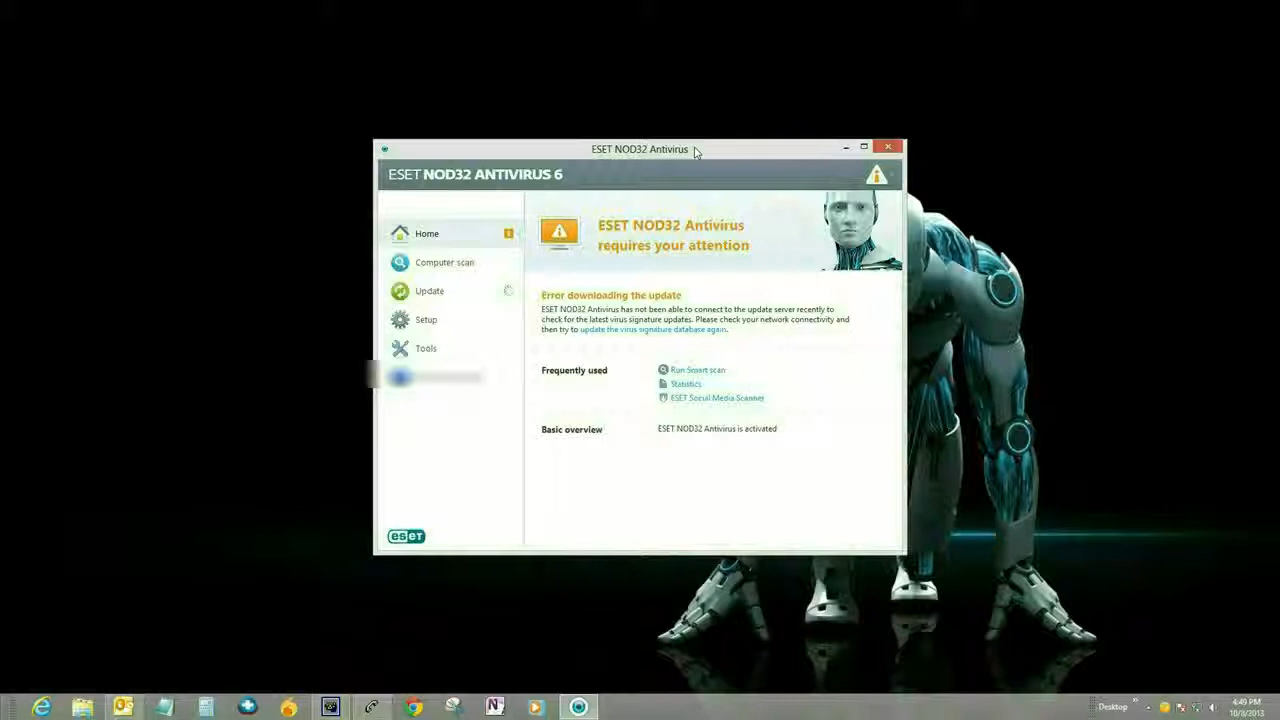 ESET NOD32 Antivirus
ESET NOD32 ANTIVIRUS 6
Home
Computer scan
Update
Setup
Tools
eseT
ESET NOD32 Antivirus
requires your attention
Error downloading the update
ESET NOD32 Antivirus has not been able to connect to the update server recently to
check for the latest virus signature updates. Please check your network connectivity and
then try to update the virus signature database again.
Frequently used
Run Smart scan
Statistics
ESET Social Media Scanner
Basic overview
ESET NOD32 Antivirus is activated
Desktop
4:49 PM
10/8/2013